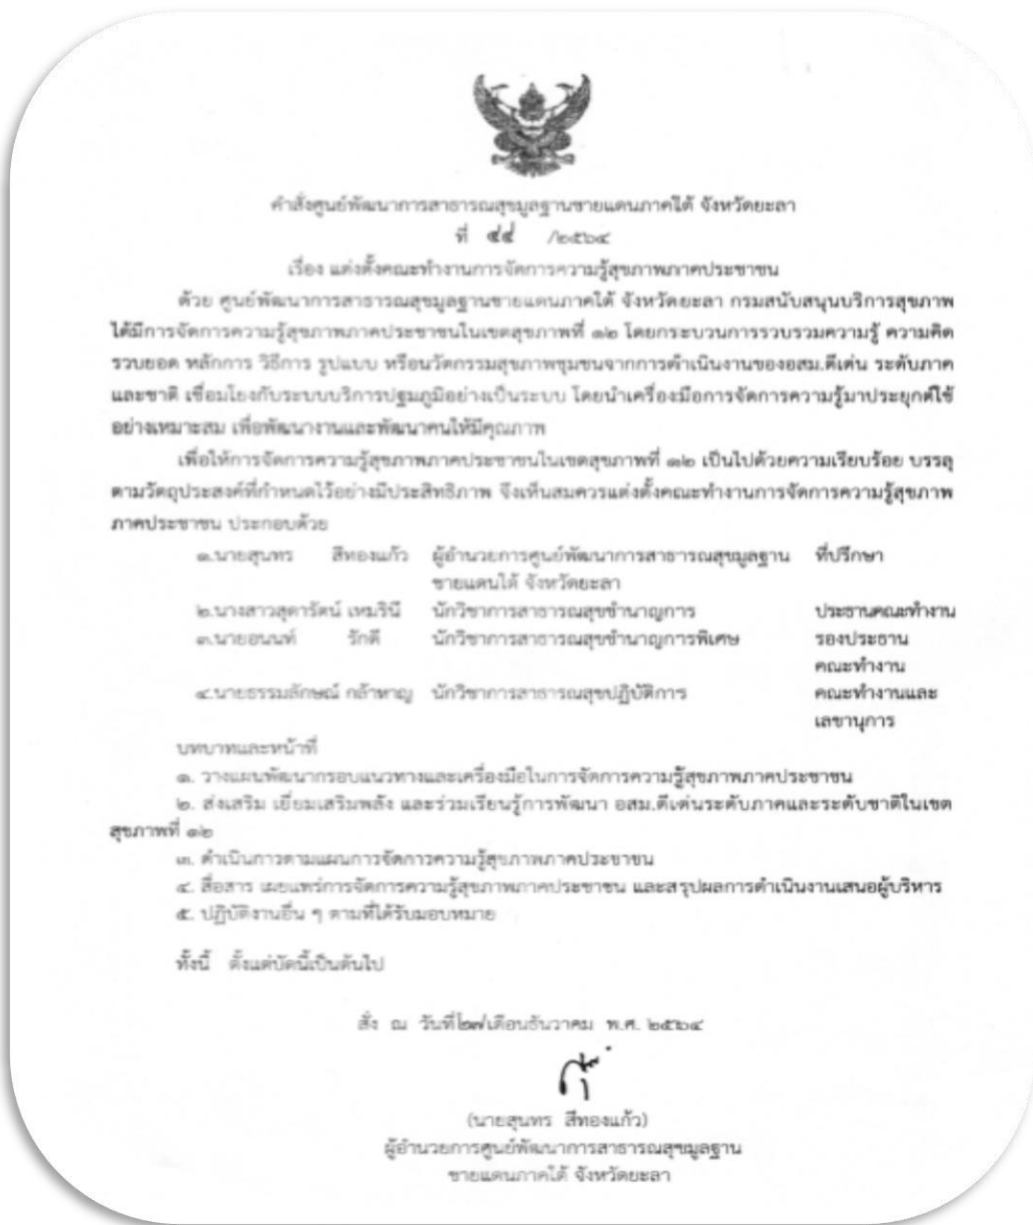 คำสั่งศูนย์พัฒนาการสาธารณสุขมูลฐานชายแดนภาคใต้ จังหวัดยะลา
ที่ ๔๔ /๒๕๖๔
เรื่อง แต่งตั้งคณะทำงานการจัดการความรู้สุขภาพภาคประชาชน
ด้วย ศูนย์พัฒนาการสาธารณสุขมูลฐานชายแดนภาคใต้ จังหวัดยะลา กรมสนับสนุนบริการสุขภาพ
ได้มีการจัดการความรู้สุขภาพภาคประชาชนในเขตสุขภาพที่ ๑๒ โดยกระบวนการรวบรวมความรู้ ความคิด
รวบยอด หลักการ วิธีการ รูปแบบ หรือนวัตกรรมสุขภาพชุมชนจากการดำเนินงานของอสม.ดีเด่น ระดับภาค
และชาติ เชื่อมโยงกับระบบบริการปฐมภูมิอย่างเป็นระบบ โดยนำเครื่องมือการจัดการความรู้มาประยุกต์ใช้
อย่างเหมาะสม เพื่อพัฒนางานและพัฒนาคนให้มีคุณภาพ
เพื่อให้การจัดการความรู้สุขภาพภาคประชาชนในเขตสุขภาพที่ ๑๒ เป็นไปด้วยความเรียบร้อย บรรลุ
ตามวัตถุประสงค์ที่กำหนดไว้อย่างมีประสิทธิภาพ จึงเห็นสมควรแต่งตั้งคณะทำงานการจัดการความรู้สุขภาพ
ภาคประชาชน ประกอบด้วย
๑.นายสุนทร สีทองแก้ว ผู้อำนวยการศูนย์พัฒนาการสาธารณสุขมูลฐาน ที่ปรึกษา
ชายแดนใต้ จังหวัดยะลา
๒.นางสาวสุดารัตน์ เหมรินี นักวิชาการสาธารณสุขชำนาญการ ประธานคณะทำงาน
๓.นายอนนท์ รักดี นักวิชาการสาธารณสุขชำนาญการพิเศษ รองประธาน
คณะทำงาน
๔.นายธรรมลักษณ์ กล้าหาญ นักวิชาการสาธารณสุขปฏิบัติการ คณะทำงานและ
เลขานุการ
บทบาทและหน้าที่
๑. วางแผนพัฒนากรอบแนวทางและเครื่องมือในการจัดการความรู้สุขภาพภาคประชาชน
๒. ส่งเสริม เยี่ยมเสริมพลัง และร่วมเรียนรู้การพัฒนา อสม.ดีเด่นระดับภาคและระดับชาติในเขต
สุขภาพที่ ๑๒
๓. ดำเนินการตามแผนการจัดการความรู้สุขภาพภาคประชาชน
๔. สื่อสาร เผยแพร่การจัดการความรู้สุขภาพภาคประชาชน และสรุปผลการดำเนินงานเสนอผู้บริหาร
๕. ปฏิบัติงานอื่น ๆ ตามที่ได้รับมอบหมาย
ทั้งนี้ ตั้งแต่บัดนี้เป็นต้นไป
สั่ง ณ วันที่ ๒๗ เดือนธันวาคม พ.ศ. ๒๕๖๔
(นายสุนทร สีทองแก้ว)
ผู้อำนวยการศูนย์พัฒนาการสาธารณสุขมูลฐาน
ชายแดนภาคใต้ จังหวัดยะลา